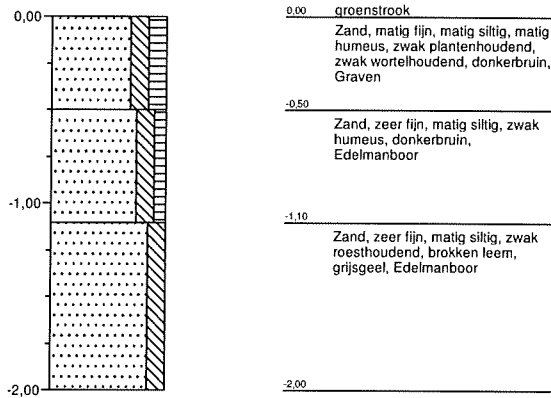 0,00
-1,00
-2,00
0,00 groenstrook
Zand, matig fijn, matig siltig, matig
humeus, zwak plantenhoudend,
zwak wortelhoudend, donkerbruin,
Graven
-0,50
Zand, zeer fijn, matig siltig, zwak
humeus, donkerbruin,
Edelmanboor
-1,10
Zand, zeer fijn, matig siltig, zwak
roesthoudend, brokken leem,
grijsgeel, Edelmanboor
-2,00